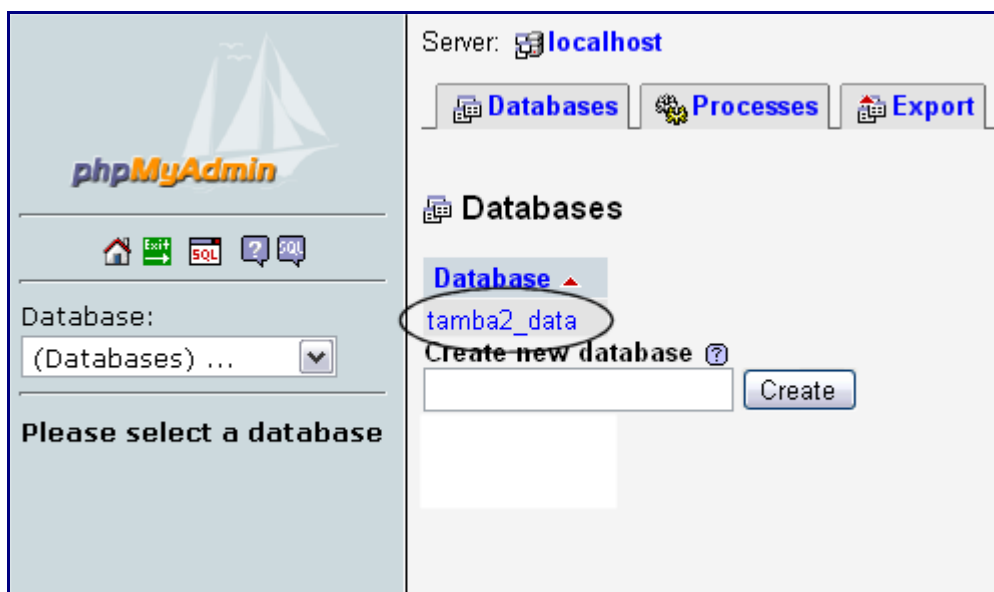 phpMyAdmin
Exit
SQL
?
SQL
Database:
(Databases) ...
Please select a database
Server: localhost
Databases Processes Export
Databases
Database
tamba2_data
Create new database ?
Create